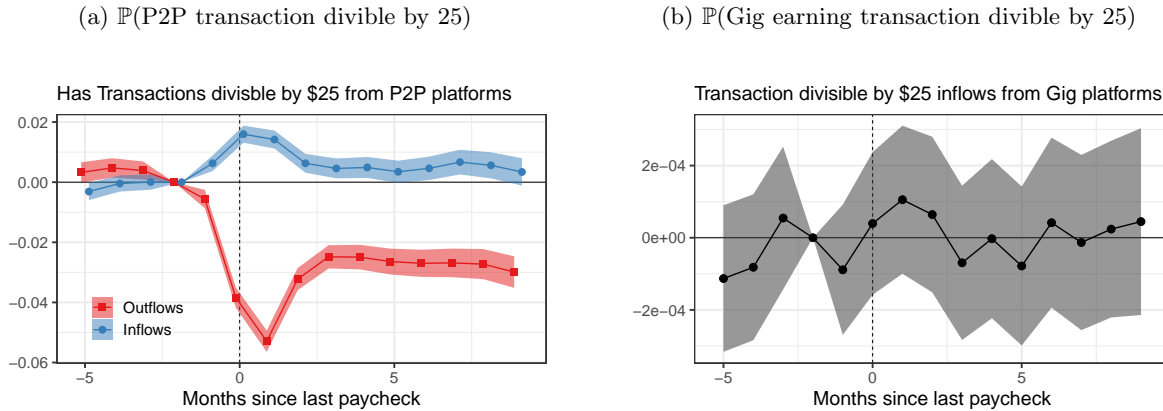 (a) ℙ(P2P transaction divible by 25)
Has Transactions divisble by $25 from P2P platforms
0.02
0.00
−0.02
−0.04
−0.06
Outflows
Inflows
−5
0
5
Months since last paycheck
(b) ℙ(Gig earning transaction divible by 25)
Transaction divisible by $25 inflows from Gig platforms
2e−04
0e+00
−2e−04
−5
0
5
Months since last paycheck